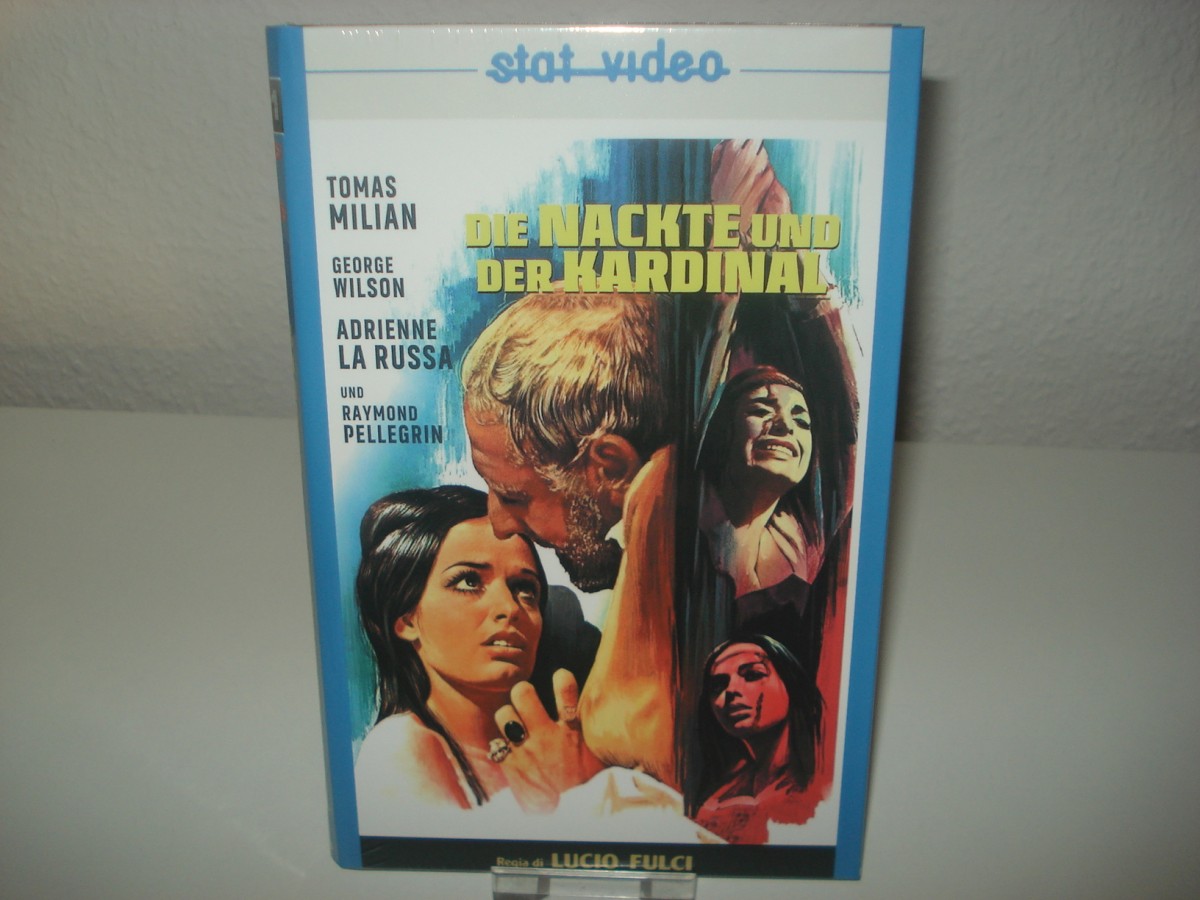 stat video
TOMAS
MILIAN
GEORGE
WILSON
ADRIENNE
LA RUSSA
UND
RAYMOND
PELLEGRIN
DIE NACKTE UND
DER KARDINAL
Regia di LUCIO FULCI